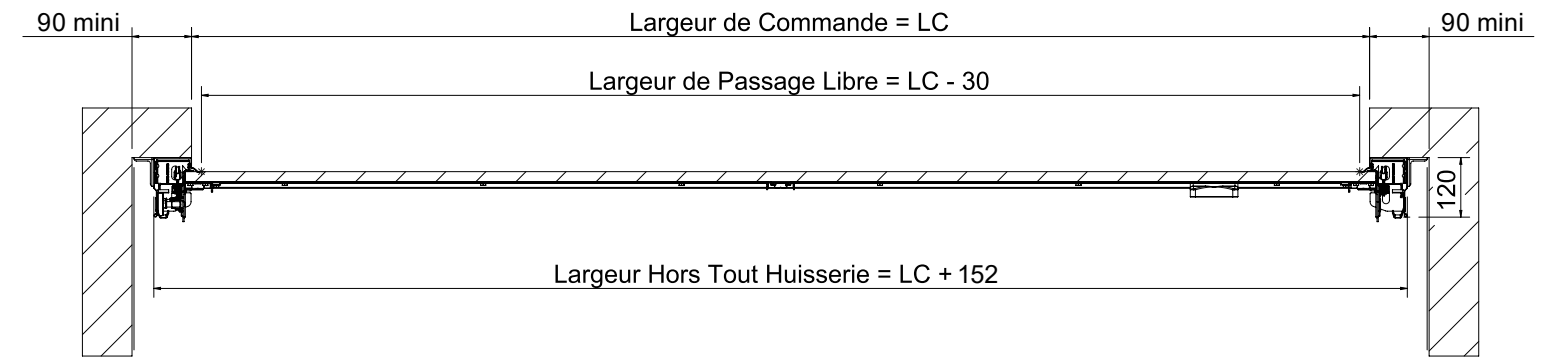 90 mini
Largeur de Commande = LC
90 mini
Largeur de Passage Libre = LC - 30
120
Largeur Hors Tout Huisserie = LC + 152